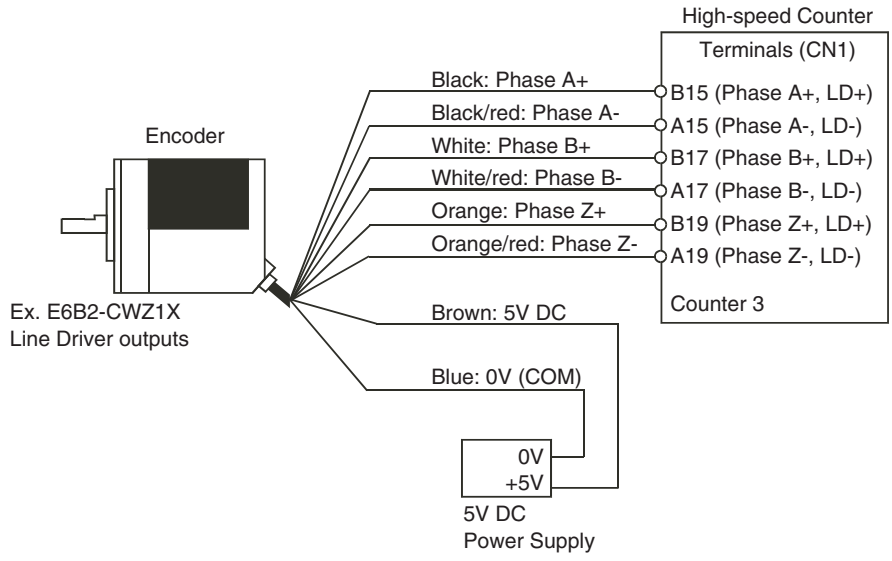 High-speed Counter
Terminals (CN1)
Black: Phase A+
B15 (Phase A+, LD+)
Black/red: Phase A-
A15 (Phase A-, LD-)
Encoder
White: Phase B+
B17 (Phase B+, LD+)
White/red: Phase B-
A17 (Phase B-, LD-)
Orange: Phase Z+
B19 (Phase Z+, LD+)
Orange/red: Phase Z-
A19 (Phase Z-, LD-)
Ex. E6B2-CWZ1X
Line Driver outputs
Brown: 5V DC
Counter 3
Blue: 0V (COM)
0V
+5V
5V DC
Power Supply